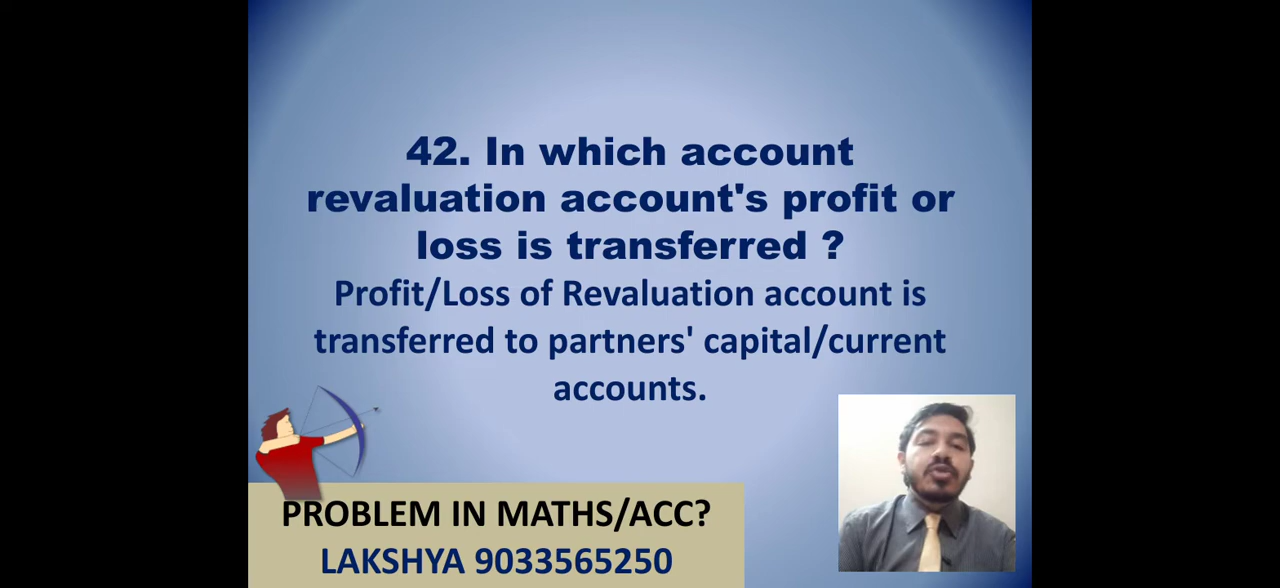 42. In which account
revaluation account's profit or
loss is transferred ?
Profit/Loss of Revaluation account is
transferred to partners' capital/current
accounts.
PROBLEM IN MATHS/ACC?
LAKSHYA 9033565250